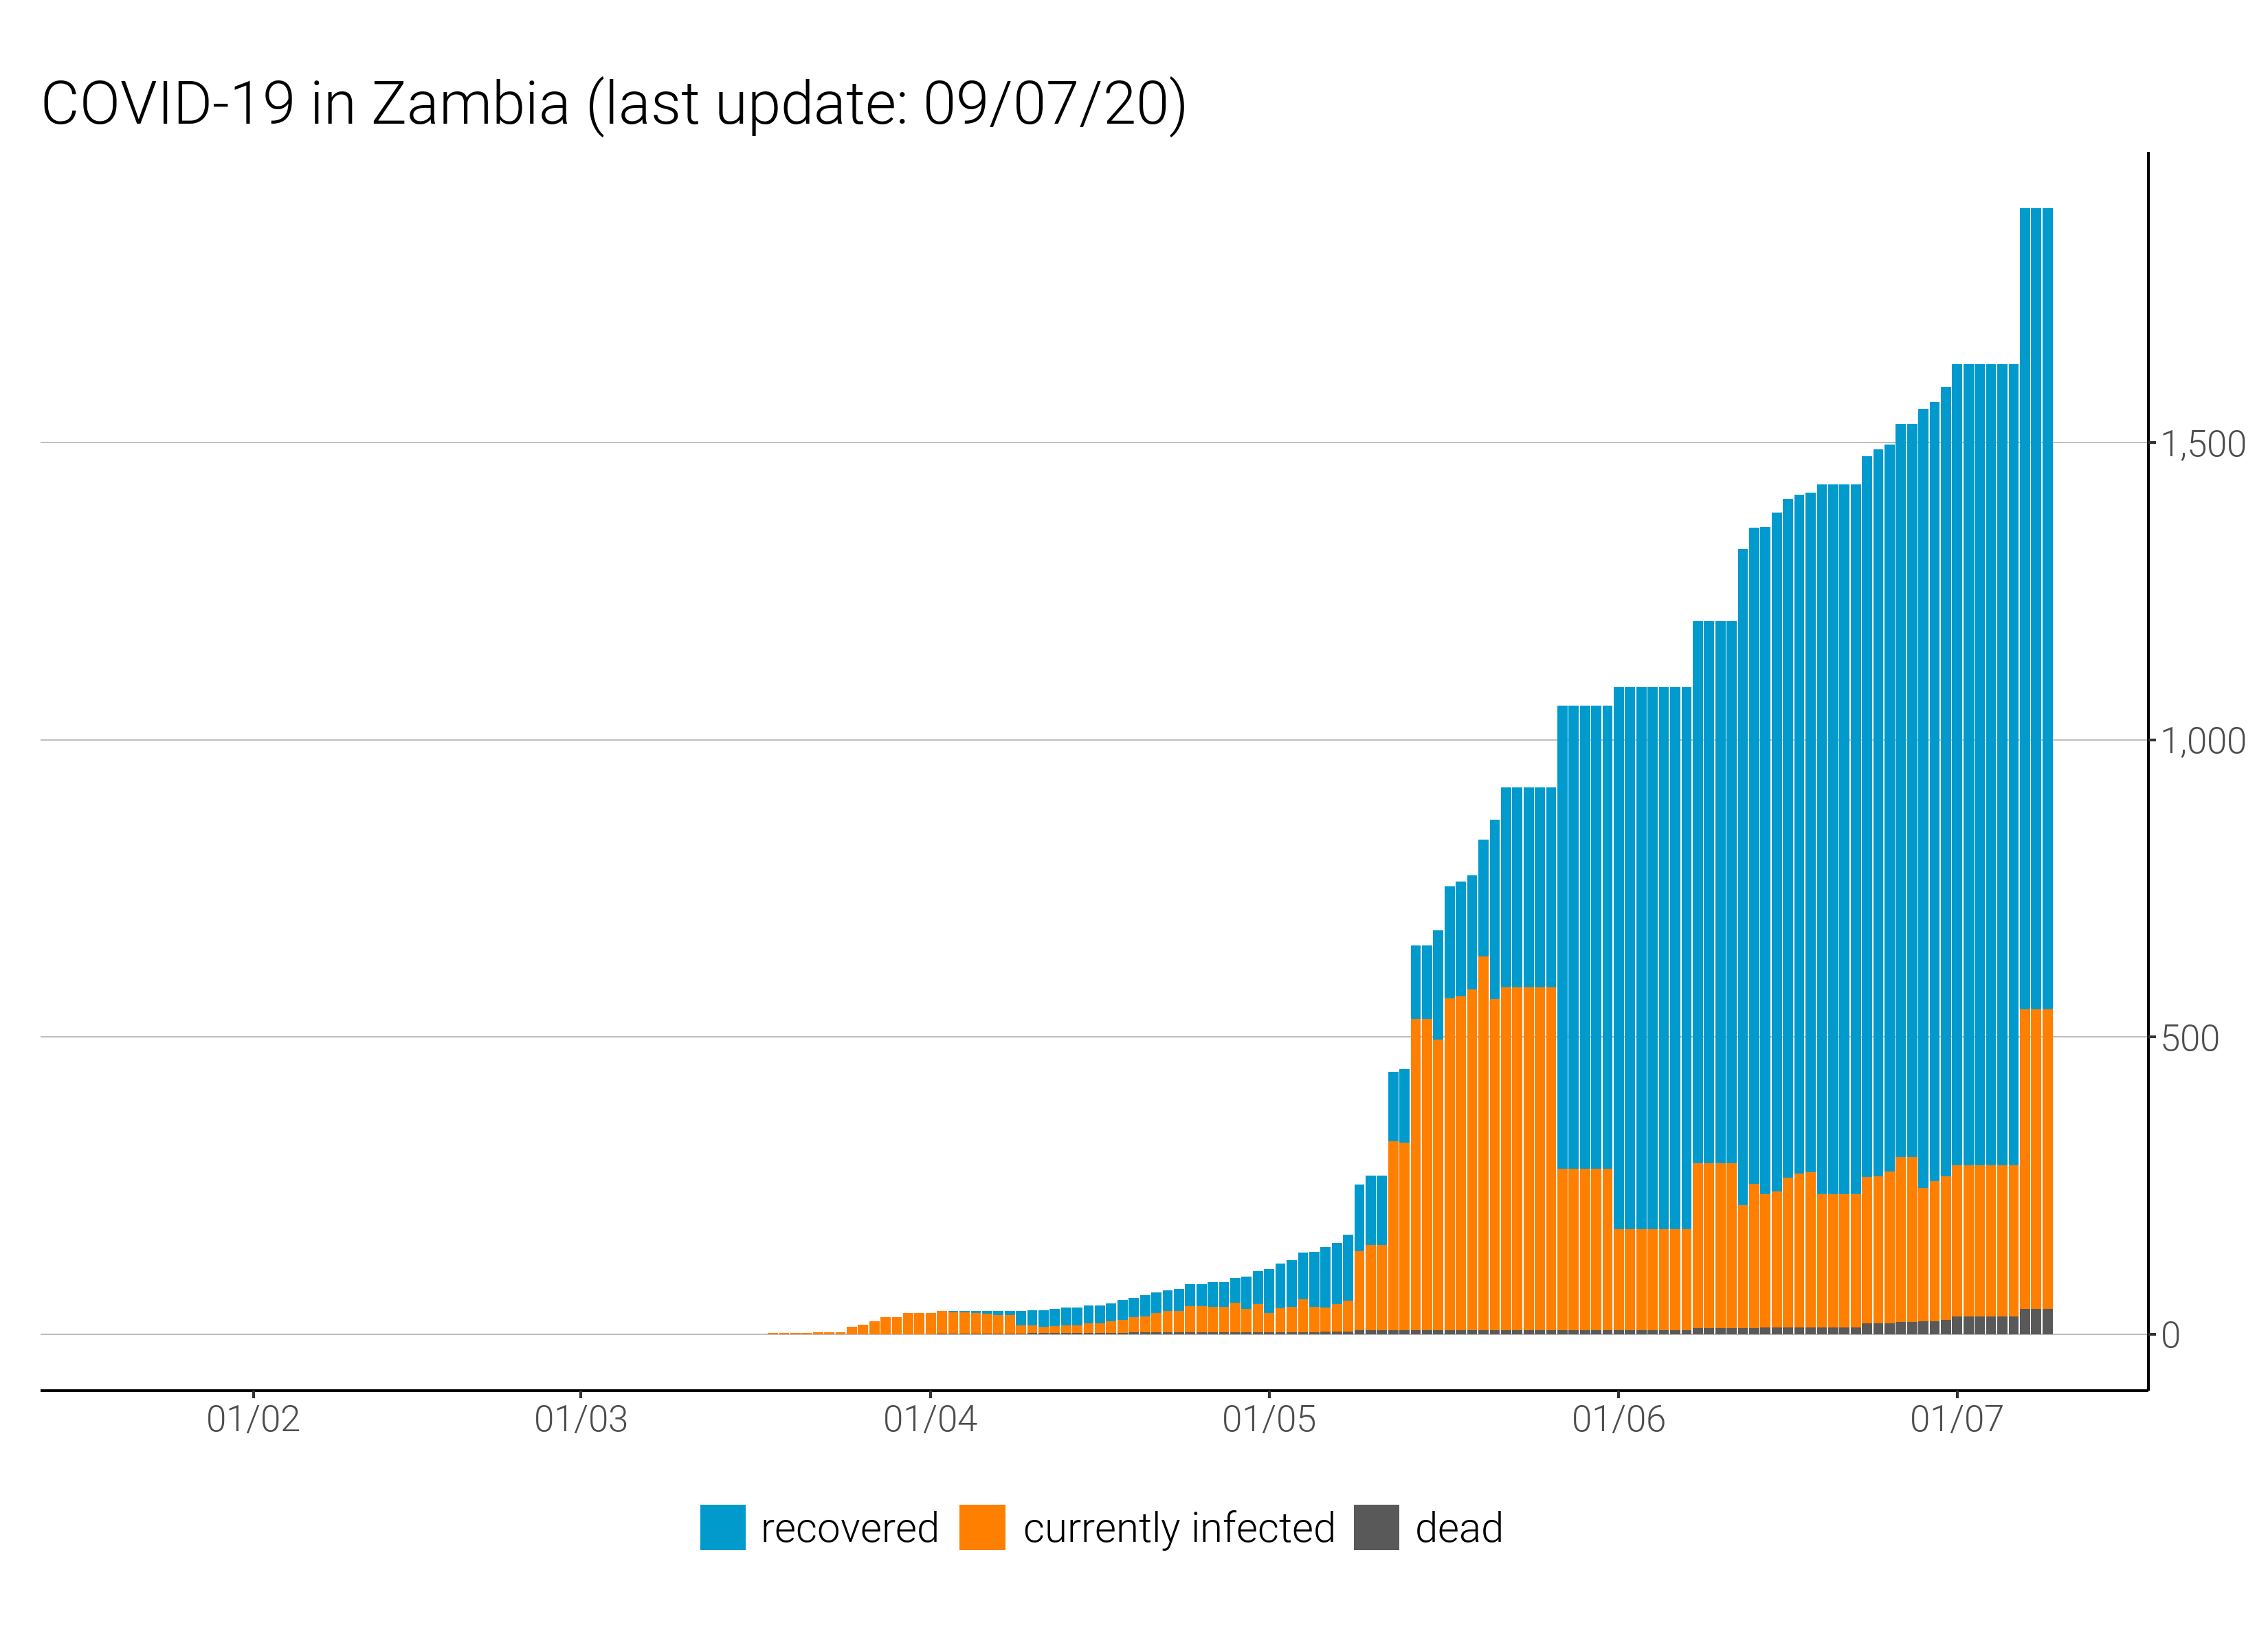 COVID-19 in Zambia (last update: 09/07/20)
1,500
1,000
500
0
01/02 01/03 01/04 01/05 01/06 01/07
recovered currently infected dead